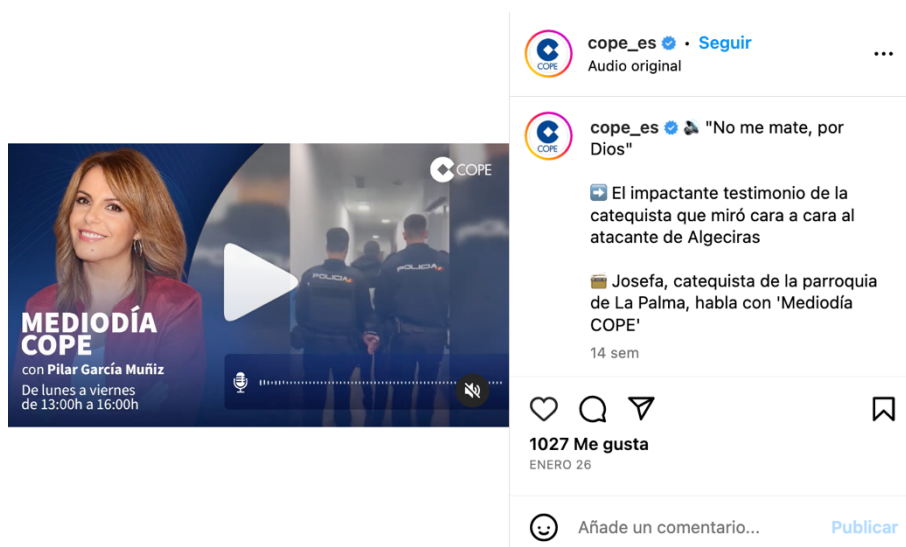 COPE
POLICIA
POLICIA
MEDIODÍA
COPE
con Pilar García Muñiz
De lunes a viernes
de 13:00h a 16:00h
COPE
cope_es • Seguir
Audio original
COPE
cope_es 🔊 "No me mate, por
Dios"
➡️ El impactante testimonio de la
catequista que miró cara a cara al
atacante de Algeciras
📻 Josefa, catequista de la parroquia
de La Palma, habla con 'Mediodía
COPE'
14 sem
1027 Me gusta
ENERO 26
Añade un comentario... Publicar